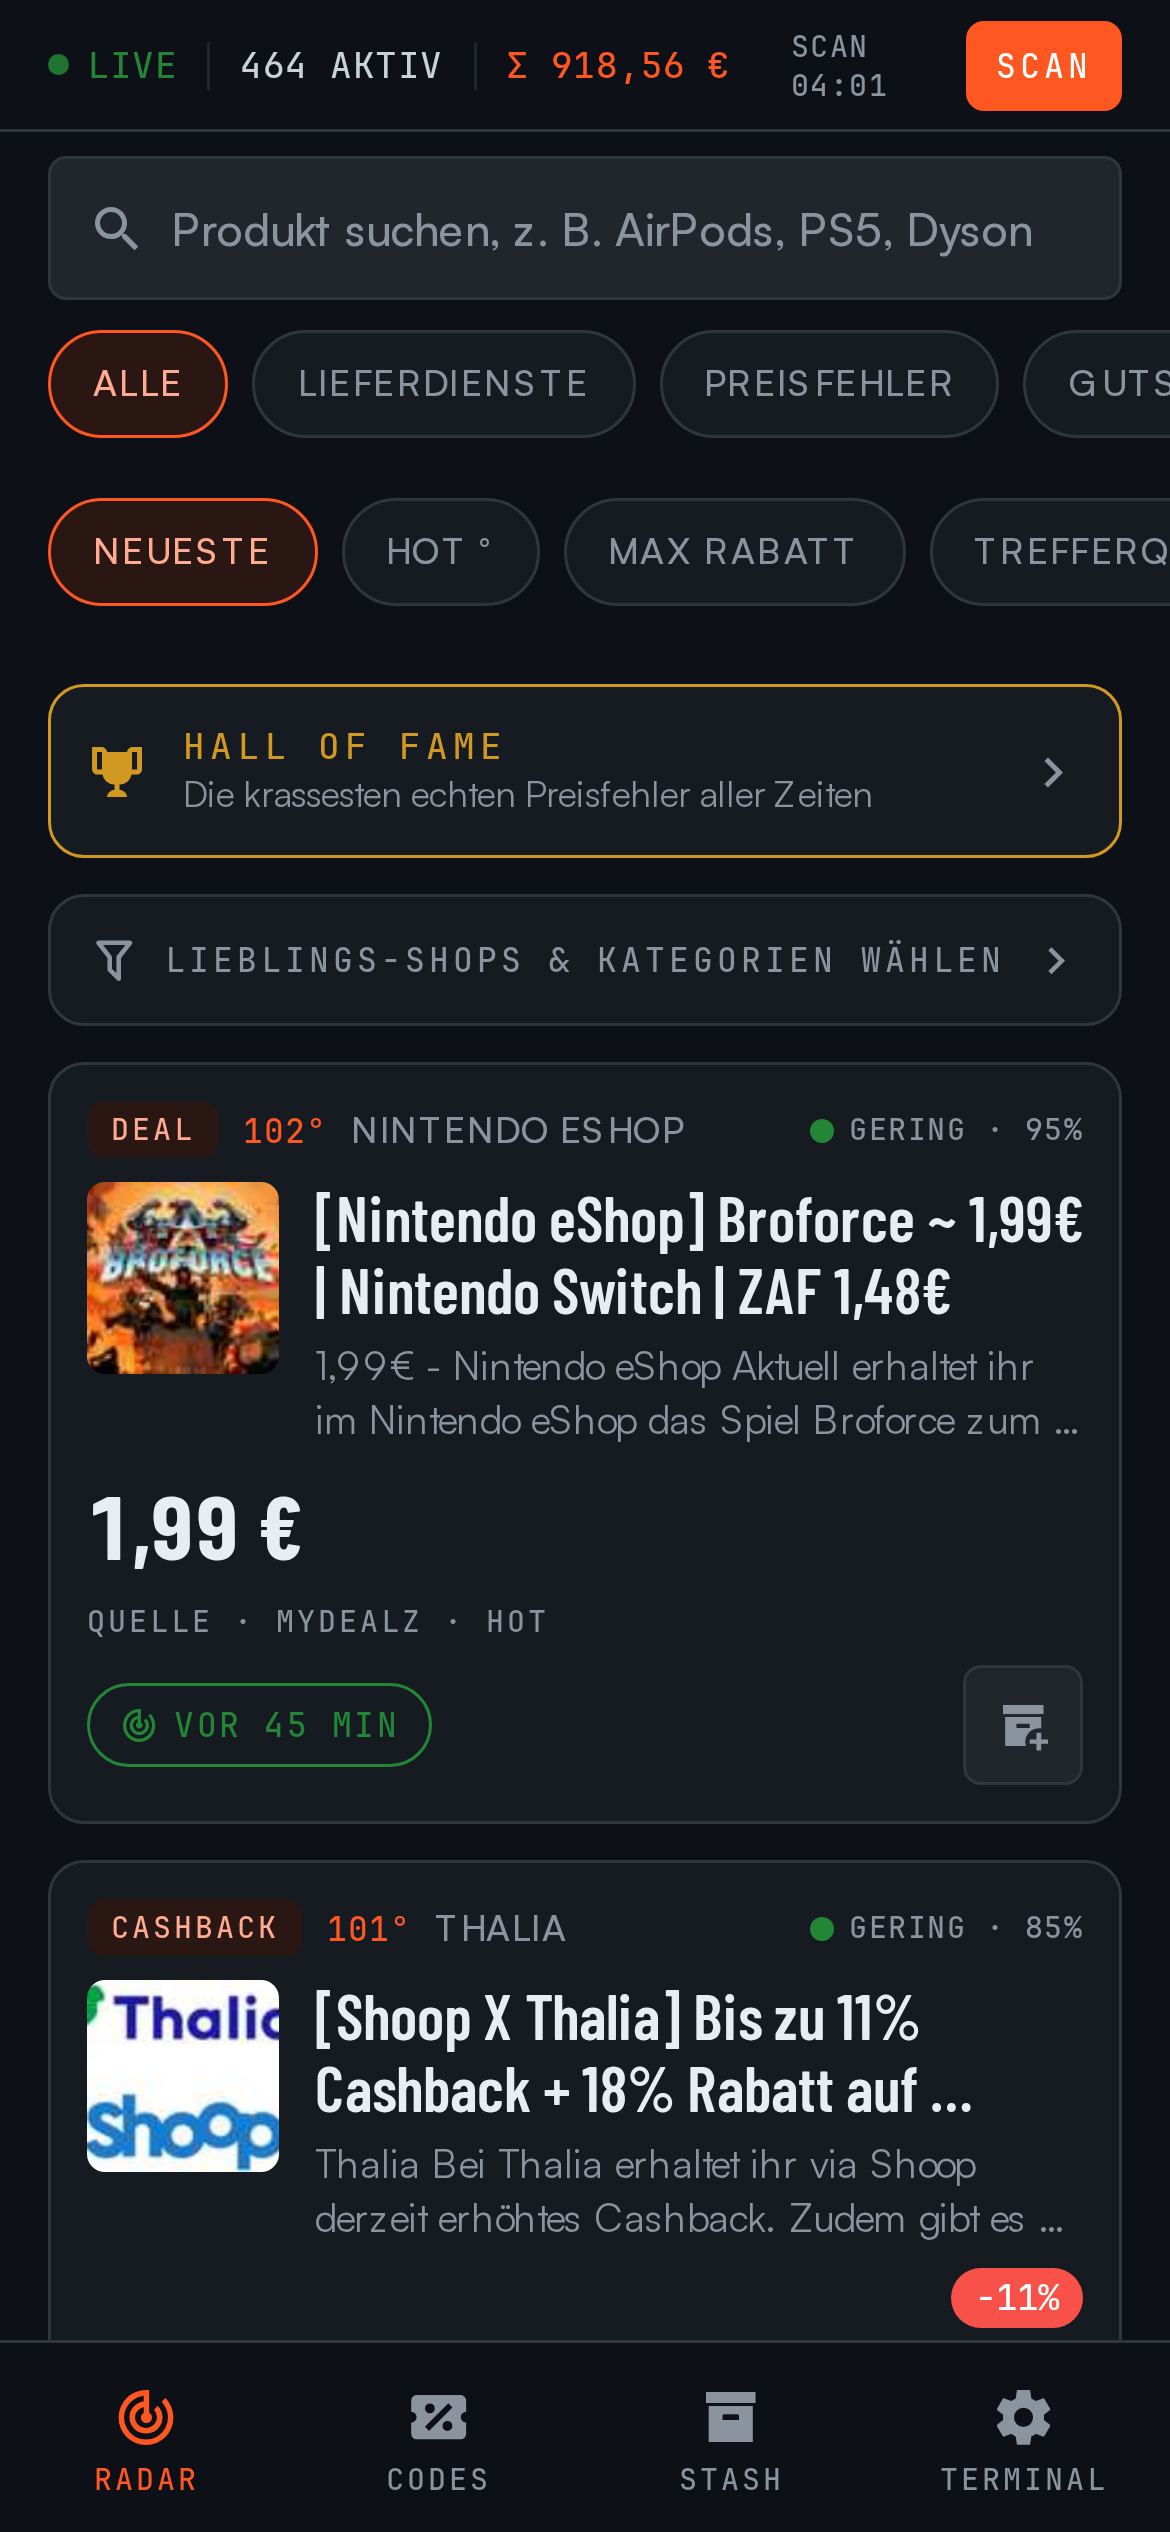 LIVE
464 AKTIV
Σ 918,56 €
SCAN
04:01
SCAN
Produkt suchen, z. B. AirPods, PS5, Dyson
ALLE
LIEFERDIENSTE
PREISFEHLER
GUTS
NEUESTE
HOT °
MAX RABATT
TREFFERQ
HALL OF FAME
Die krassesten echten Preisfehler aller Zeiten
LIEBLINGS-SHOPS & KATEGORIEN WÄHLEN
DEAL 102° NINTENDO ESHOP
GERING · 95%
BROFORCE
[Nintendo eShop] Broforce ~ 1,99€
| Nintendo Switch | ZAF 1,48€
1,99€ - Nintendo eShop Aktuell erhaltet ihr
im Nintendo eShop das Spiel Broforce zum ...
1,99 €
QUELLE · MYDEALZ · HOT
VOR 45 MIN
CASHBACK 101° THALIA
GERING · 85%
Thalia
Shoop
[Shoop X Thalia] Bis zu 11%
Cashback + 18% Rabatt auf ...
Thalia Bei Thalia erhaltet ihr via Shoop
derzeit erhöhtes Cashback. Zudem gibt es ...
-11%
RADAR
CODES
STASH
TERMINAL